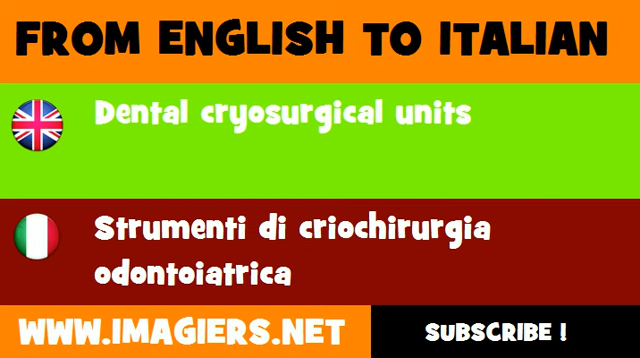 FROM ENGLISH TO ITALIAN
Dental cryosurgical units
Strumenti di criochirurgia
odontoiatrica
WWW.IMAGIERS.NET
SUBSCRIBE !